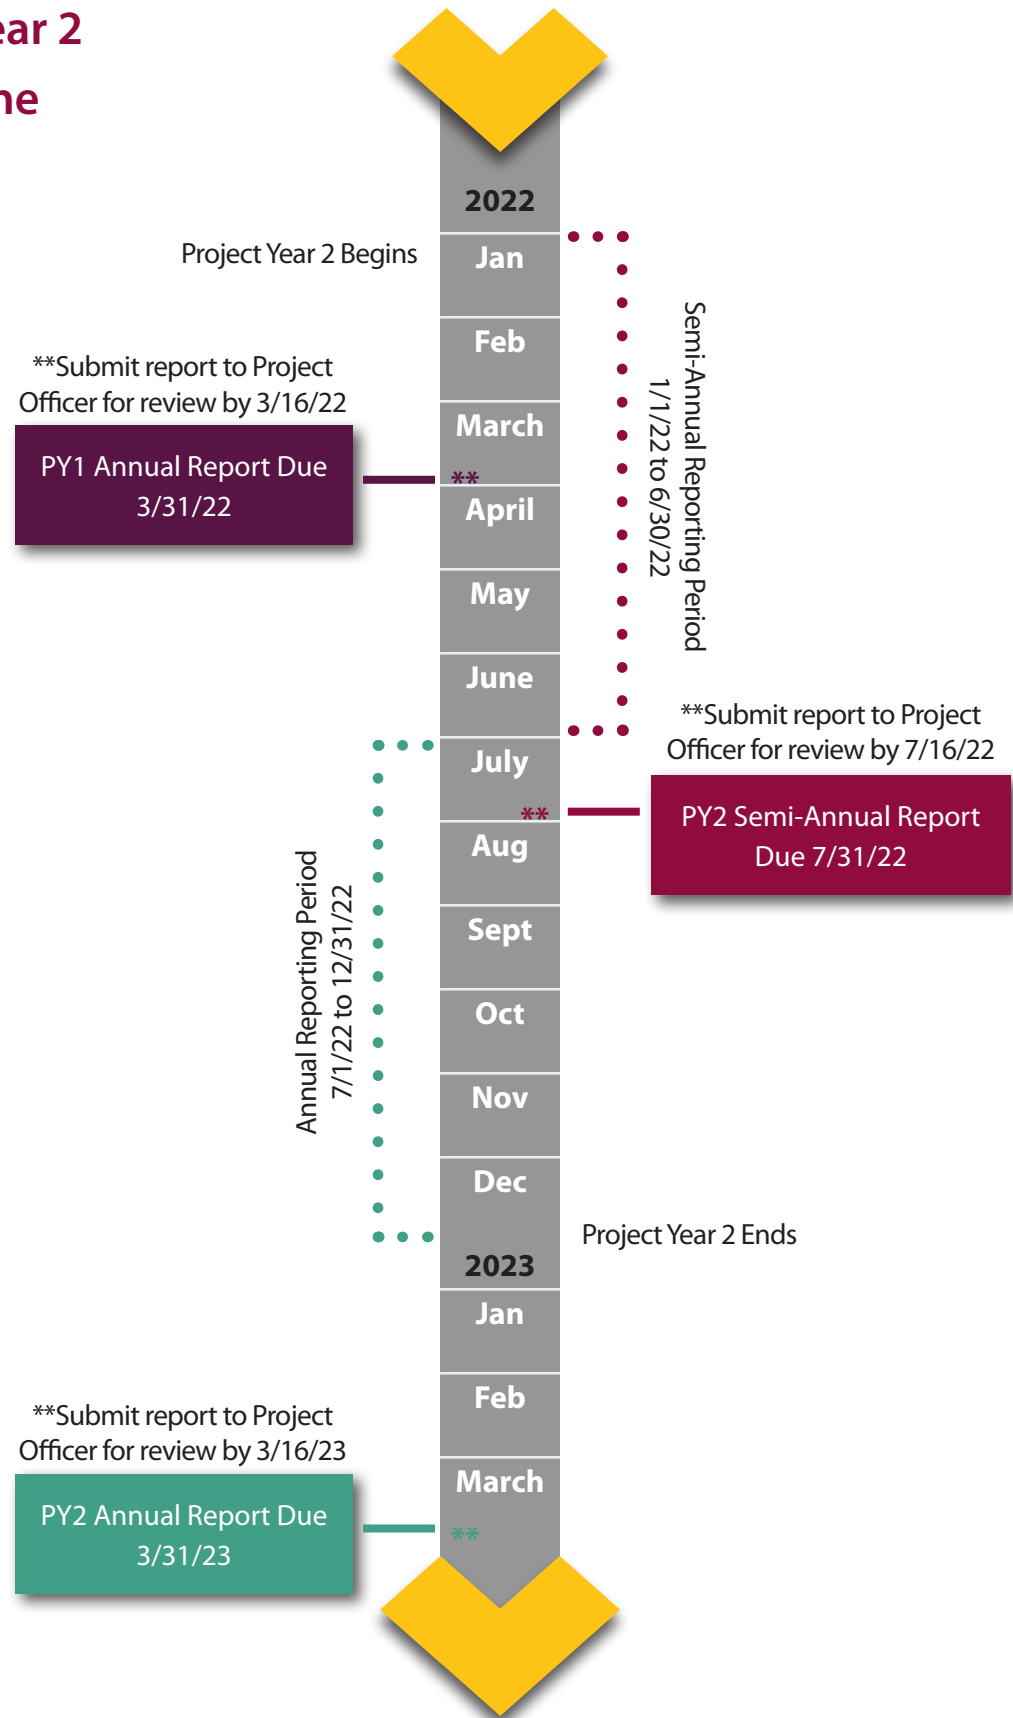 ear 2
ne
2022
Project Year 2 Begins
Jan
Feb
**Submit report to Project
Officer for review by 3/16/22
PY1 Annual Report Due
3/31/22
March
**
Semi-Annual Reporting Period
1/1/22 to 6/30/22
April
May
June
**Submit report to Project
Officer for review by 7/16/22
PY2 Semi-Annual Report
Due 7/31/22
July
**
Aug
Annual Reporting Period
7/1/22 to 12/31/22
Sept
Oct
Nov
Dec
Project Year 2 Ends
2023
Jan
Feb
**Submit report to Project
Officer for review by 3/16/23
PY2 Annual Report Due
3/31/23
March
**